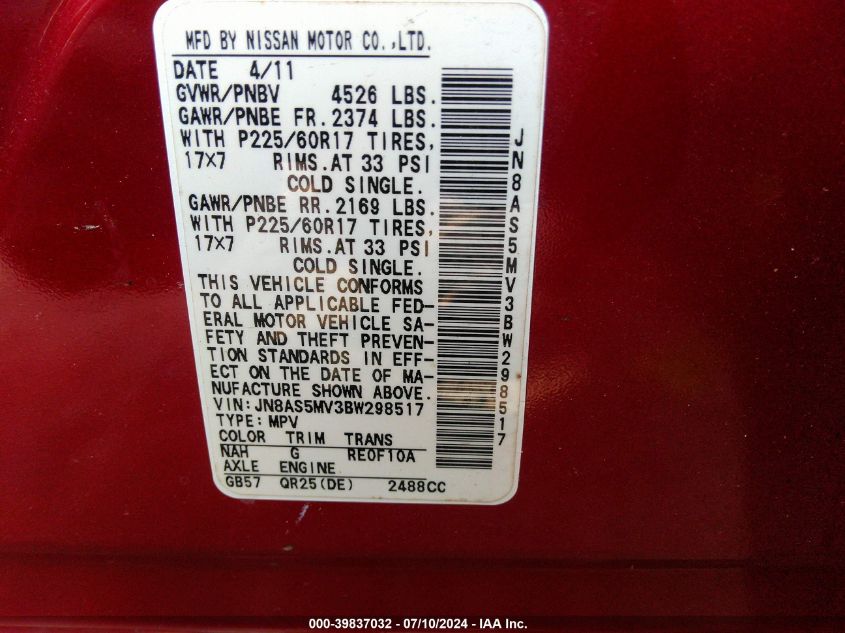 MFD BY NISSAN MOTOR CO.,LTD.
DATE 4/11
GVWR/PNBV 4526 LBS.
GAWR/PNBE FR.2374 LBS.
WITH P225/60R17 TIRES,
17X7 RIMS.AT 33 PSI
COLD SINGLE.
GAWR/PNBE RR.2169 LBS.
WITH P225/60R17 TIRES,
17X7 RIMS.AT 33 PSI
COLD SINGLE.
THIS VEHICLE CONFORMS
TO ALL APPLICABLE FED-
ERAL MOTOR VEHICLE SA-
FETY AND THEFT PREVEN-
TION STANDARDS IN EFF-
ECT ON THE DATE OF MA-
NUFACTURE SHOWN ABOVE.
VIN:JN8AS5MV3BW298517
TYPE:MPV
COLOR TRIM TRANS
NAH G RE0F10A
AXLE ENGINE
GB57 QR25(DE) 2488CC
JN8AS5MV3BW298517
000-39837032 - 07/10/2024 - IAA Inc.